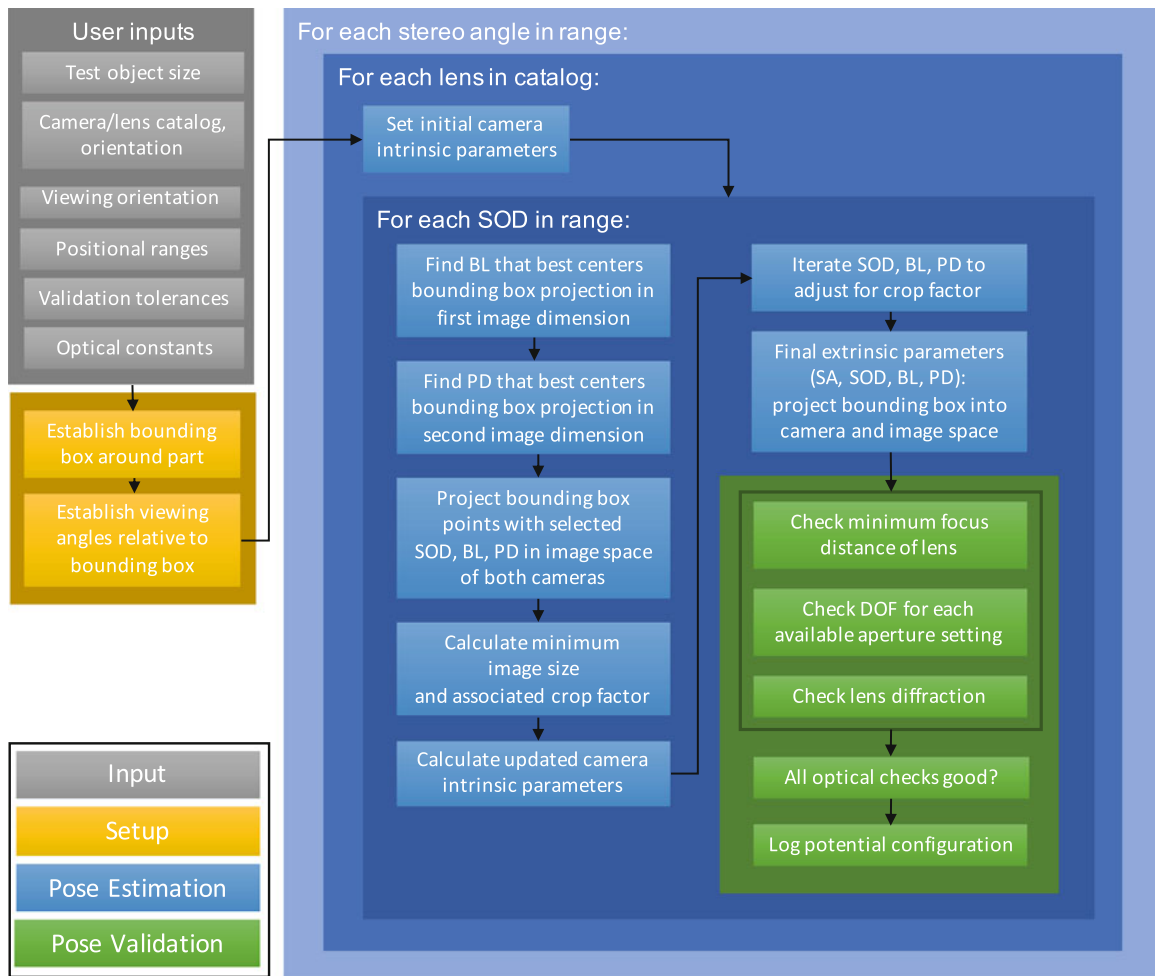 User inputs
Test object size
Camera/lens catalog,
orientation
Viewing orientation
Positional ranges
Validation tolerances
Optical constants
Establish bounding
box around part
Establish viewing
angles relative to
bounding box
Input
Setup
Pose Estimation
Pose Validation
For each stereo angle in range:
For each lens in catalog:
Set initial camera
intrinsic parameters
For each SOD in range:
Find BL that best centers
bounding box projection in
first image dimension
Find PD that best centers
bounding box projection in
second image dimension
Project bounding box
points with selected
SOD, BL, PD in image space
of both cameras
Calculate minimum
image size
and associated crop factor
Calculate updated camera
intrinsic parameters
Iterate SOD, BL, PD to
adjust for crop factor
Final extrinsic parameters
(SA, SOD, BL, PD):
project bounding box into
camera and image space
Check minimum focus
distance of lens
Check DOF for each
available aperture setting
Check lens diffraction
All optical checks good?
Log potential configuration